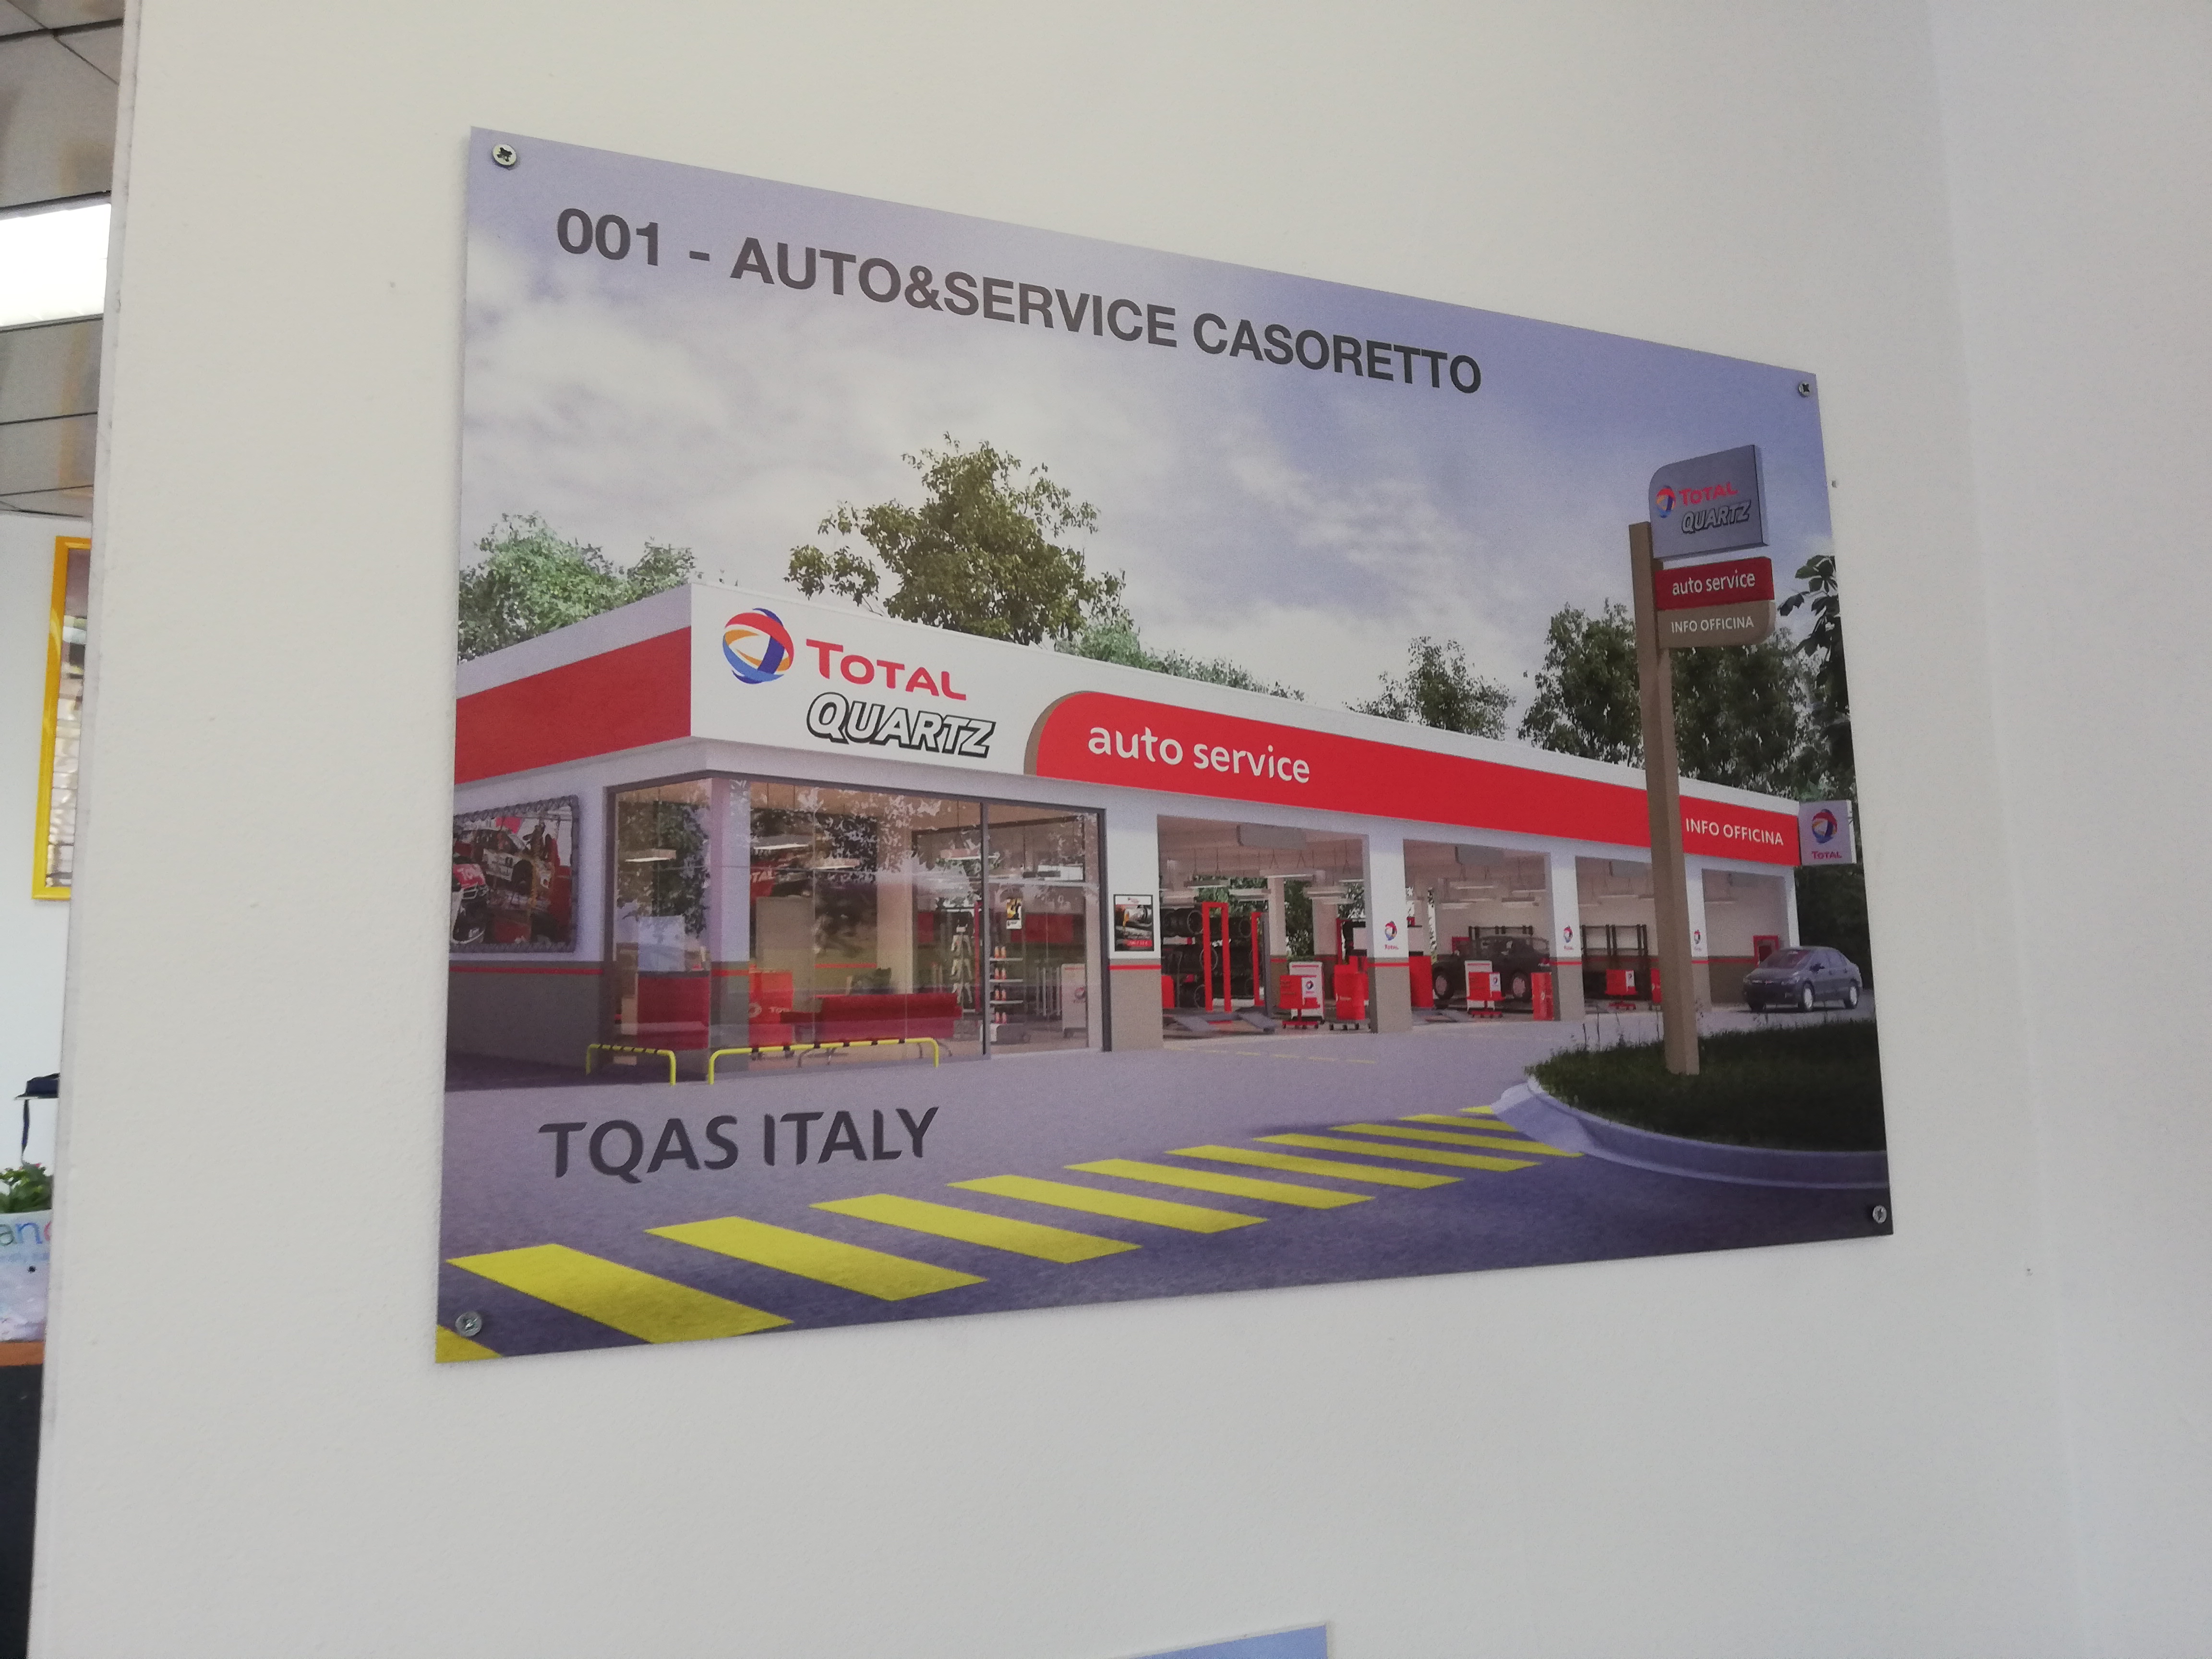 001 - AUTO&SERVICE CASORETTO
TOTAL
QUARTZ
auto service
INFO OFFICINA
TOTAL
QUARTZ
auto service
INFO OFFICINA
TOTAL
TQAS ITALY